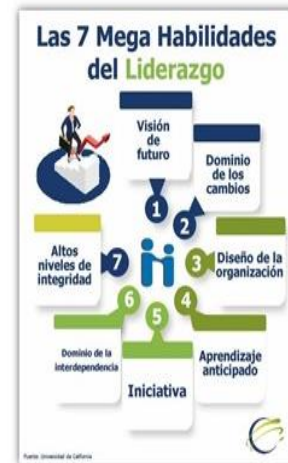 Las 7 Mega Habilidades
del Liderazgo
Visión
de
futuro
1
Dominio
de los
cambios
2
Diseño de la
organización
3
Aprendizaje
anticipado
4
Iniciativa
5
Dominio de la
interdependencia
6
Altos
niveles de
integridad
7
Fuente: Universidad de California